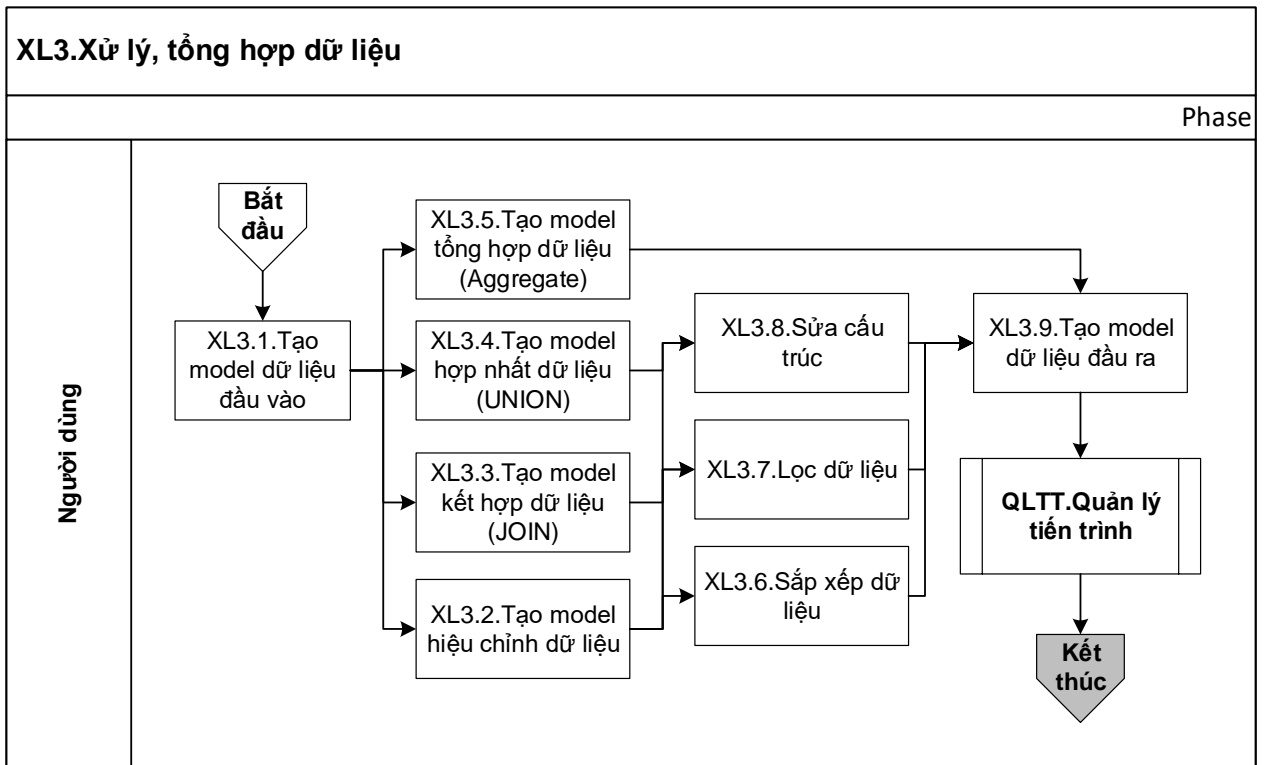 XL3.Xử lý, tổng hợp dữ liệu
Phase
Người dùng
Bắt
đầu
XL3.1.Tạo
model dữ liệu
đầu vào
XL3.5.Tạo model
tổng hợp dữ liệu
(Aggregate)
XL3.4.Tạo model
hợp nhất dữ liệu
(UNION)
XL3.3.Tạo model
kết hợp dữ liệu
(JOIN)
XL3.2.Tạo model
hiệu chỉnh dữ liệu
XL3.8.Sửa cấu
trúc
XL3.7.Lọc dữ liệu
XL3.6.Sắp xếp dữ
liệu
XL3.9.Tạo model
dữ liệu đầu ra
QLTT.Quản lý
tiến trình
Kết
thúc